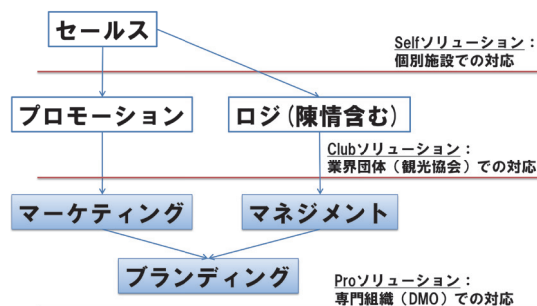 セールス
Selfソリューション：
個別施設での対応
プロモーション
ロジ(陳情含む)
Clubソリューション：
業界団体（観光協会）での対応
マーケティング
マネジメント
ブランディング
Proソリューション：
専門組織（DMO）での対応